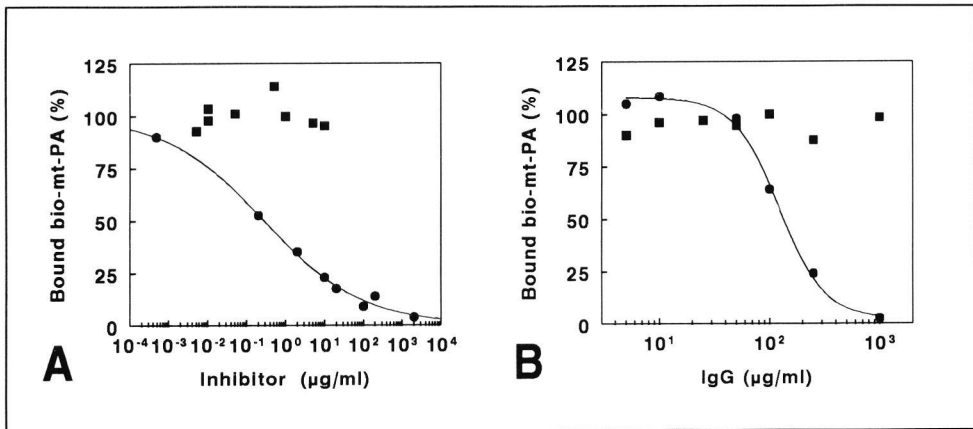 Bound bio-mt-PA (%)
125
100
75
50
25
0
10⁻⁴ 10⁻³ 10⁻² 10⁻¹ 10⁰ 10¹ 10² 10³ 10⁴
Inhibitor (µg/ml)
A
Bound bio-mt-PA (%)
125
100
75
50
25
0
10¹ 10² 10³
IgG (µg/ml)
B